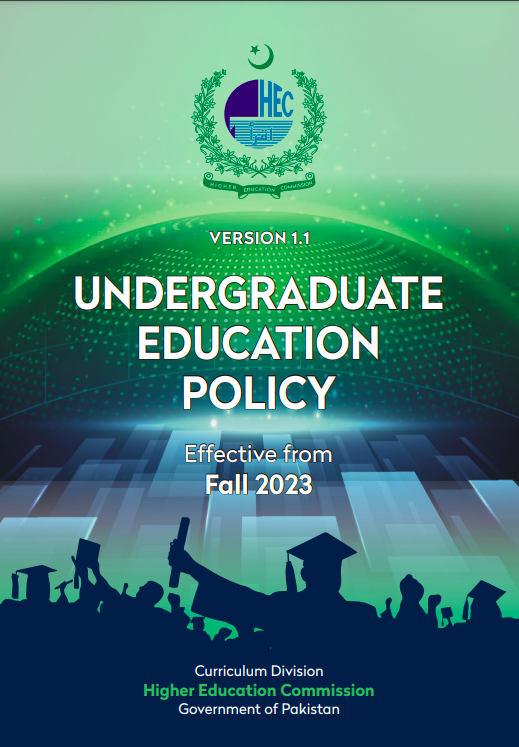 HEC
اقرأ
HIGHER EDUCATION COMMISSION
VERSION 1.1
UNDERGRADUATE
EDUCATION
POLICY
Effective from
Fall 2023
Curriculum Division
Higher Education Commission
Government of Pakistan